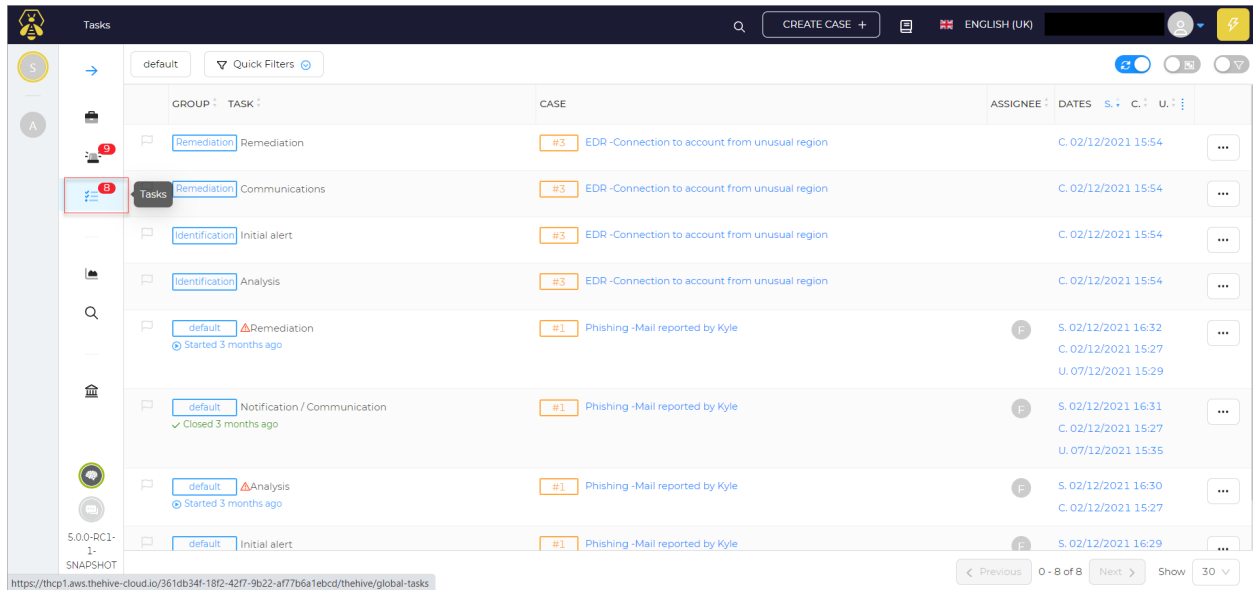 Tasks
CREATE CASE +
ENGLISH (UK)
S
default
Quick Filters
A
GROUP TASK CASE ASSIGNEE DATES S. C. U.
9
Remediation Remediation #3 EDR -Connection to account from unusual region C. 02/12/2021 15:54 ...
8
Tasks
Remediation Communications #3 EDR -Connection to account from unusual region C. 02/12/2021 15:54 ...
Identification Initial alert #3 EDR -Connection to account from unusual region C. 02/12/2021 15:54 ...
Identification Analysis #3 EDR -Connection to account from unusual region C. 02/12/2021 15:54 ...
default Remediation #1 Phishing -Mail reported by Kyle F S. 02/12/2021 16:32 ...
Started 3 months ago C. 02/12/2021 15:27
U. 07/12/2021 15:29
default Notification / Communication #1 Phishing -Mail reported by Kyle F S. 02/12/2021 16:31 ...
Closed 3 months ago C. 02/12/2021 15:27
U. 07/12/2021 15:35
default Analysis #1 Phishing -Mail reported by Kyle F S. 02/12/2021 16:30 ...
Started 3 months ago C. 02/12/2021 15:27
default Initial alert #1 Phishing -Mail reported by Kyle F S. 02/12/2021 16:29 ...
5.0.0-RC1-
1-
SNAPSHOT
< Previous 0 - 8 of 8 Next > Show 30
https://thcp1.aws.thehive-cloud.io/361db34f-18f2-42f7-9b22-af77b6a1ebcd/thehive/global-tasks